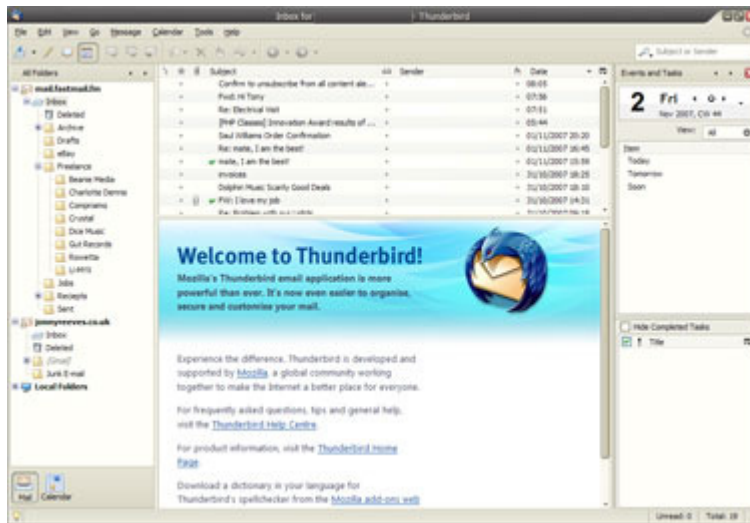 Inbox for - Thunderbird
File Edit View Go Message Calendar Tools Help
Subject or Sender
All Folders
mail.fastmail.fm
Inbox
Deleted
Archive
Drafts
eBay
Freelance
Beanie Media
Charlotte Dennis
Compriamo
Crystal
Dice Music
Gut Records
Rowetta
Jobs
Reciepts
Sent
jonnyreeves.co.uk
Inbox
Deleted
[Gmail]
Junk E-mail
Local Folders
Mail Calendar
Subject Sender Date
Confirm to unsubscribe from all content ale... 08:05
Fwd: Hi Tony 07:56
Re: Electrical Visit 07:51
[PHP Classes] Innovation Award results of ... 05:44
Saul Williams Order Confirmation 01/11/2007 20:20
Re: mate, I am the best! 01/11/2007 16:45
mate, I am the best! 01/11/2007 15:58
invoices 31/10/2007 18:25
Dolphin Music Scarily Good Deals 31/10/2007 18:10
FW: I love my job 31/10/2007 14:31
Welcome to Thunderbird!
Mozilla's Thunderbird email application is more
powerful than ever. It's now even easier to organise,
secure and customise your mail.
Experience the difference. Thunderbird is developed and
supported by Mozilla, a global community working
together to make the Internet a better place for everyone.
For frequently asked questions, tips and general help,
visit the Thunderbird Help Centre.
For product information, visit the Thunderbird Home
Page.
Download a dictionary in your language for
Thunderbird's spellchecker from the Mozilla add-ons web
Events and Tasks
2 Fri
Nov 2007, CW 44
View: all
Item
Today
Tomorrow
Soon
Hide Completed Tasks
! Title
Unread: 0 Total: 19